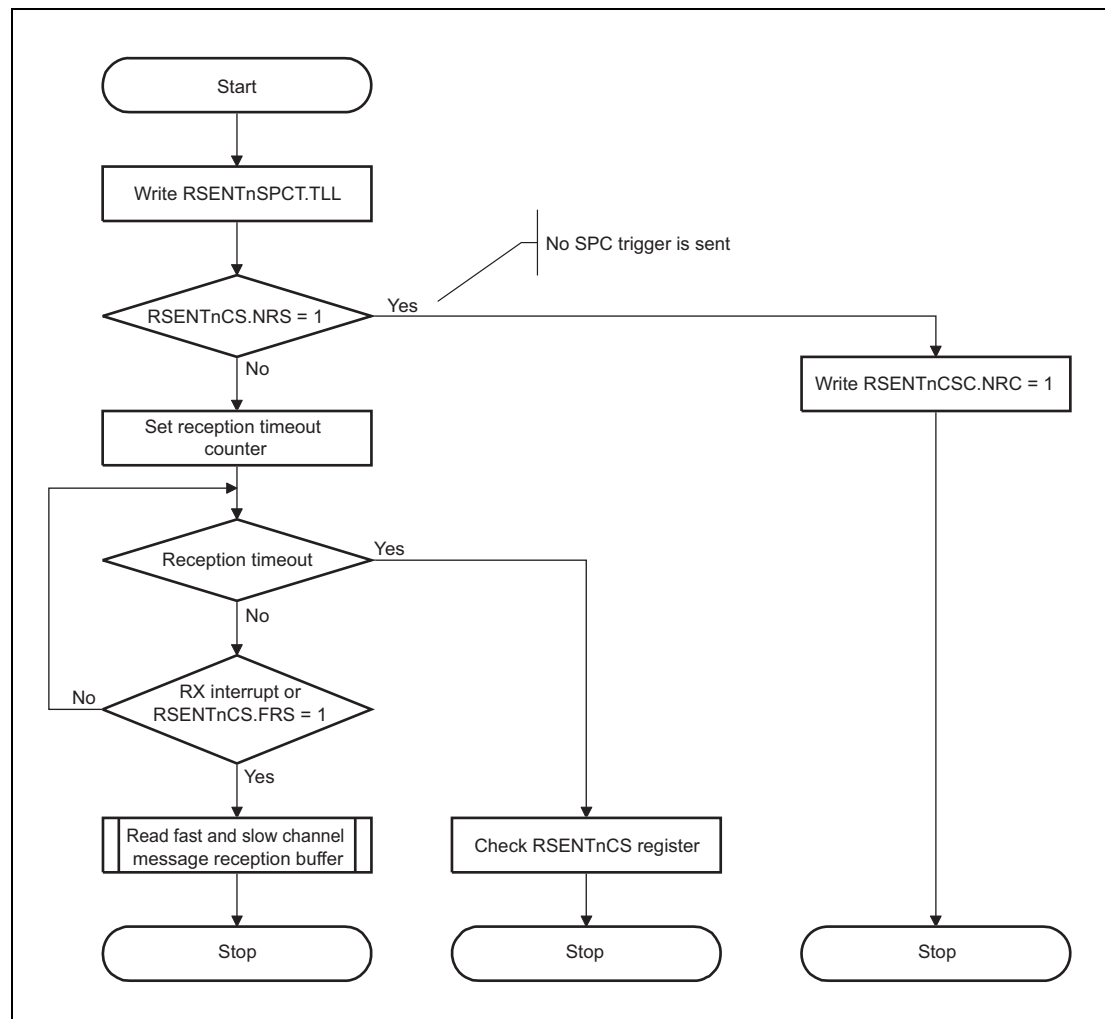 Start
Write RSENTnSPCT.TLL
No SPC trigger is sent
RSENTnCS.NRS = 1
Yes
No
Write RSENTnCSC.NRC = 1
Set reception timeout
counter
Reception timeout
Yes
No
RX interrupt or
RSENTnCS.FRS = 1
No
Yes
Read fast and slow channel
message reception buffer
Check RSENTnCS register
Stop
Stop
Stop